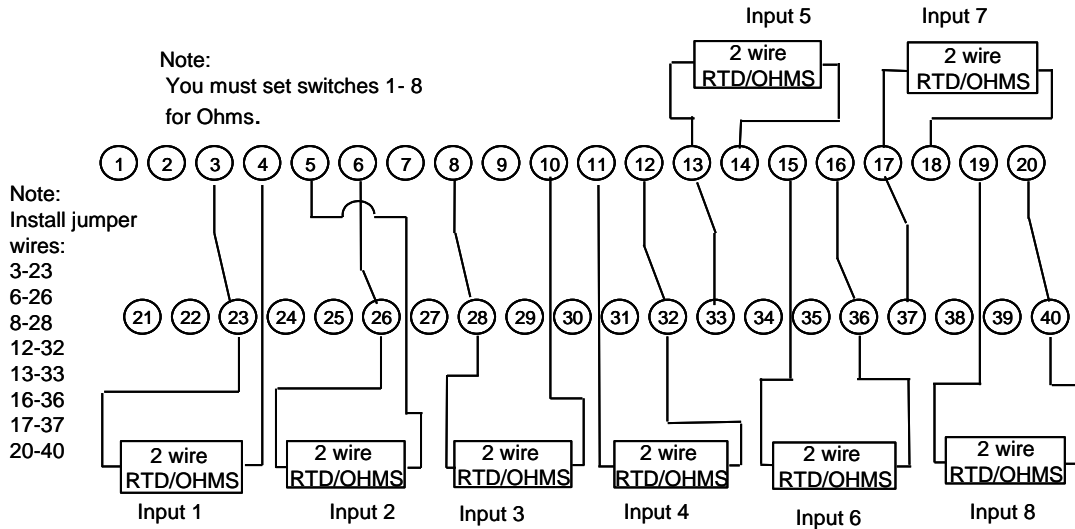 Input 5
Input 7
2 wire
RTD/OHMS
2 wire
RTD/OHMS
Note:
You must set switches 1- 8
for Ohms.
1 2 3 4 5 6 7 8 9 10 11 12 13 14 15 16 17 18 19 20
Note:
Install jumper
wires:
3-23
6-26
8-28
12-32
13-33
16-36
17-37
20-40
21 22 23 24 25 26 27 28 29 30 31 32 33 34 35 36 37 38 39 40
2 wire
RTD/OHMS
2 wire
RTD/OHMS
2 wire
RTD/OHMS
2 wire
RTD/OHMS
2 wire
RTD/OHMS
2 wire
RTD/OHMS
Input 1
Input 2
Input 3
Input 4
Input 6
Input 8